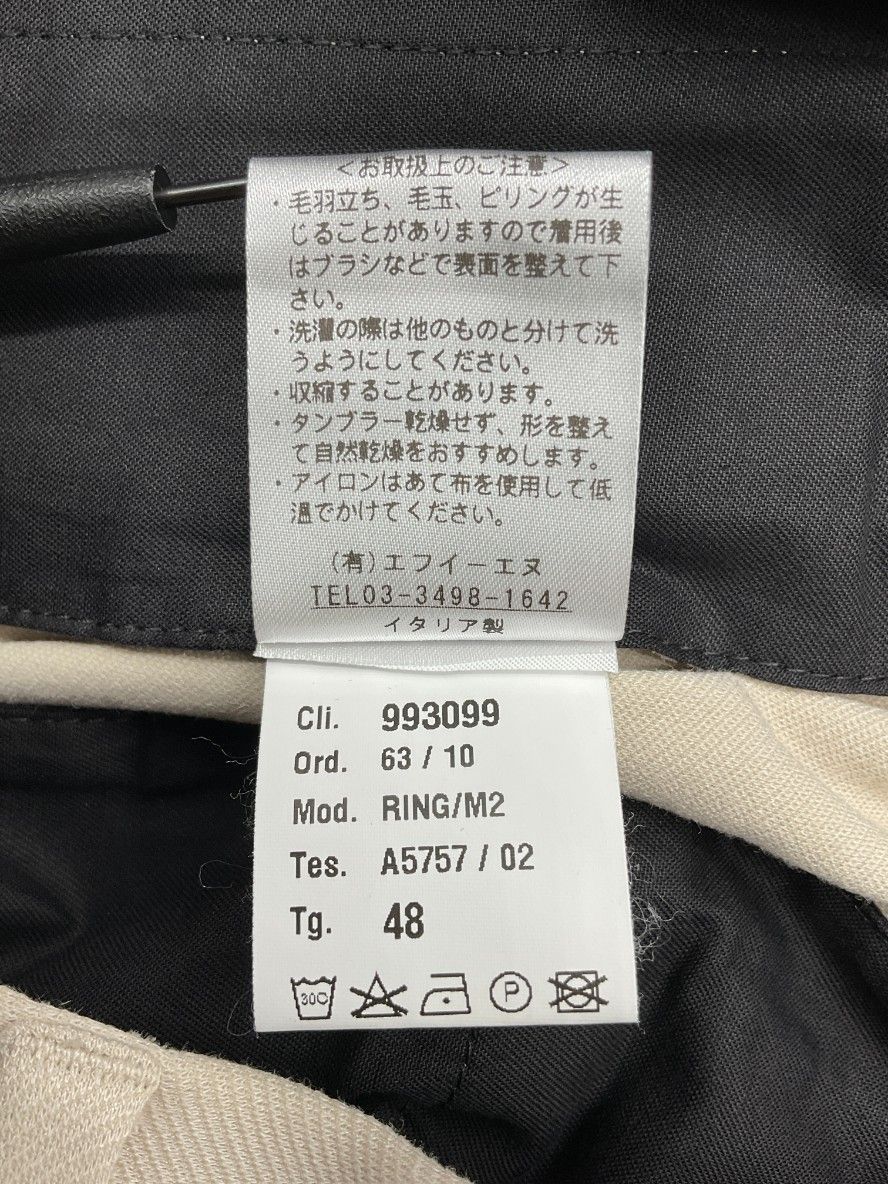 <お取扱上のご注意>
・毛羽立ち、毛玉、ピリングが生
じることがありますので着用後
はブラシなどで表面を整えて下
さい。
・洗濯の際は他のものと分けて洗
うようにしてください。
・収縮することがあります。
・タンブラー乾燥せず、形を整え
て自然乾燥をおすすめします。
・アイロンはあて布を使用して低
温でかけてください。
(有)エフイーエヌ
TEL03-3498-1642
イタリア製
Cli. 993099
Ord. 63 / 10
Mod. RING/M2
Tes. A5757 / 02
Tg. 48
30C P